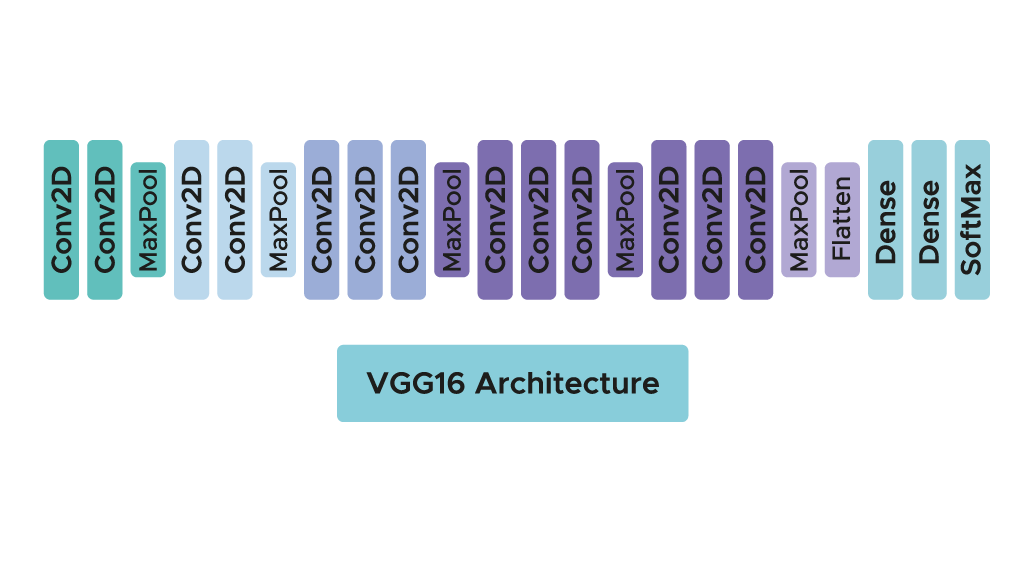 Conv2D
Conv2D
MaxPool
Conv2D
Conv2D
MaxPool
Conv2D
Conv2D
Conv2D
MaxPool
Conv2D
Conv2D
Conv2D
MaxPool
Conv2D
Conv2D
Conv2D
MaxPool
Flatten
Dense
Dense
SoftMax
VGG16 Architecture